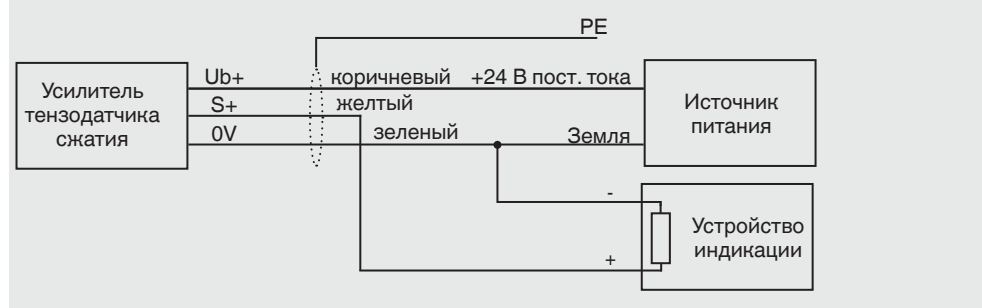 PE
Усилитель
тензодатчика
сжатия
Ub+
коричневый
+24 В пост. тока
S+
желтый
0V
зеленый
Земля
Источник
питания
-
+
Устройство
индикации